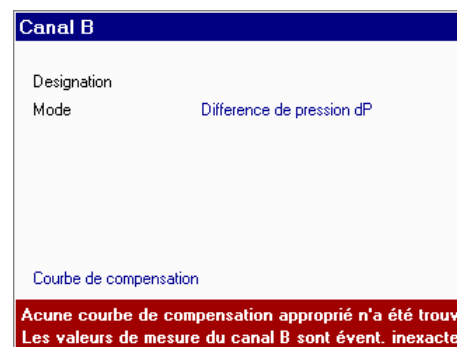 Canal B
Designation
Mode Difference de pression dP
Courbe de compensation
Acune courbe de compensation approprié n'a été trouv
Les valeurs de mesure du canal B sont évent. inexacte